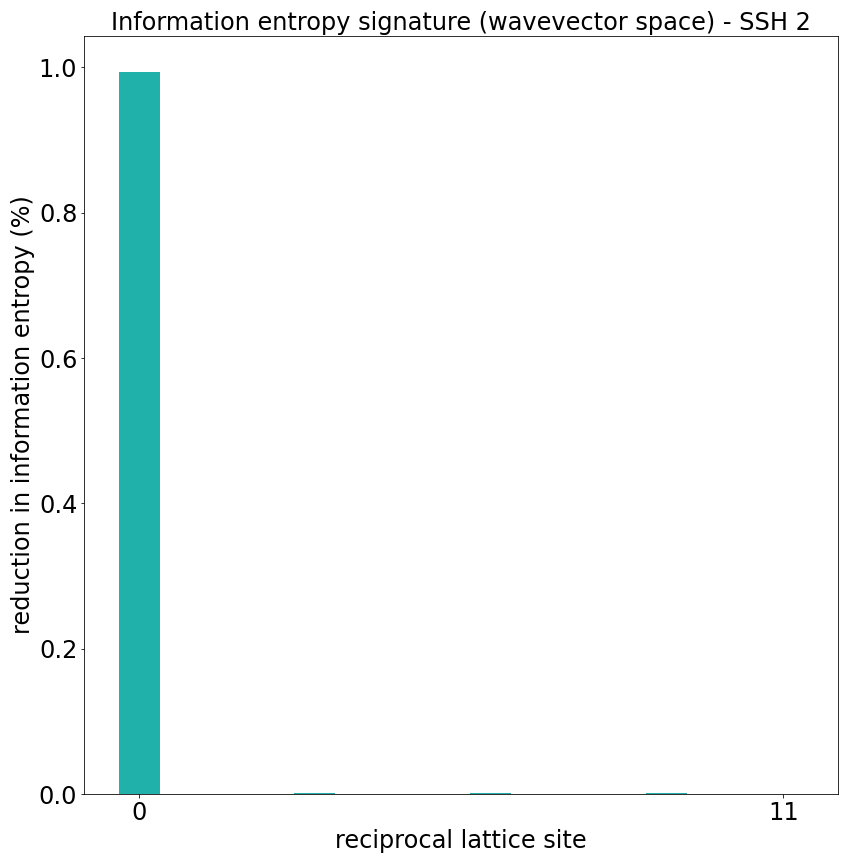 Information entropy signature (wavevector space) - SSH 2
reduction in information entropy (%)
1.0
0.8
0.6
0.4
0.2
0.0
0
11
reciprocal lattice site